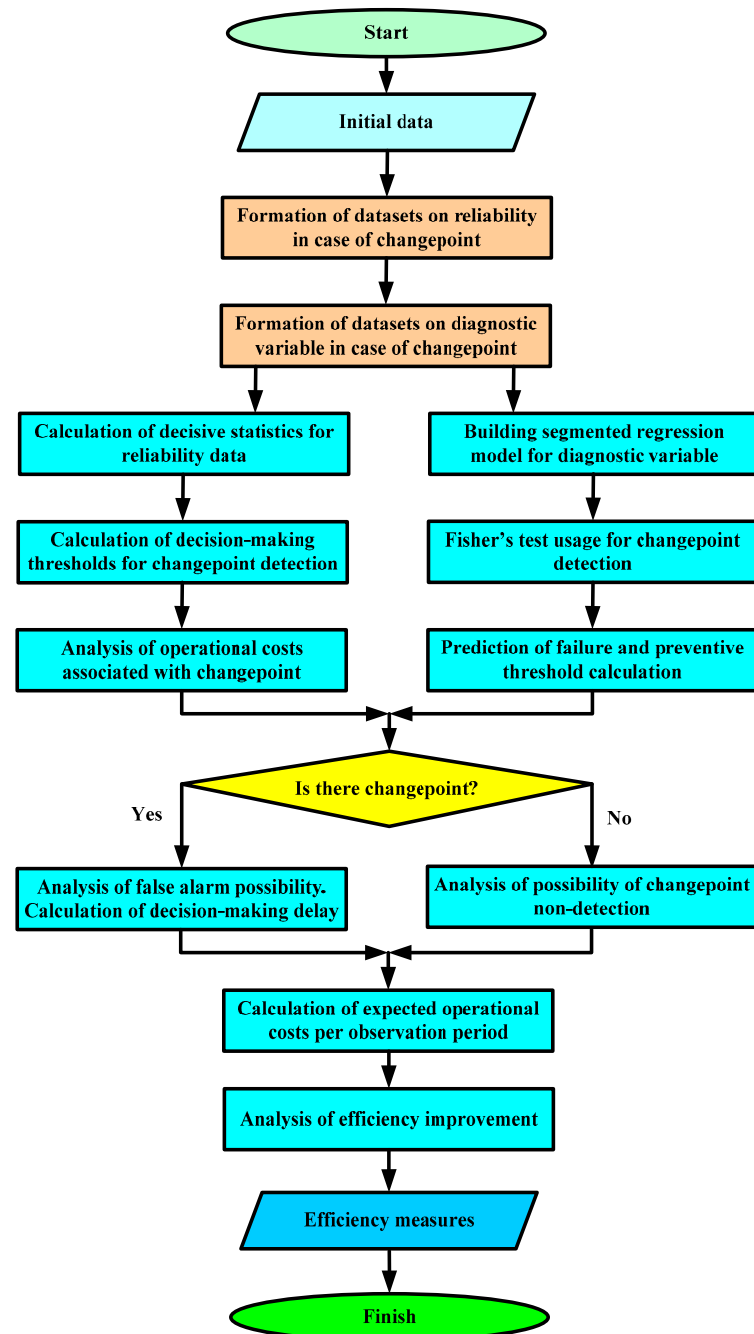 Start
Initial data
Formation of datasets on reliability
in case of changepoint
Formation of datasets on diagnostic
variable in case of changepoint
Calculation of decisive statistics for
reliability data
Building segmented regression
model for diagnostic variable
Calculation of decision-making
thresholds for changepoint detection
Fisher's test usage for changepoint
detection
Analysis of operational costs
associated with changepoint
Prediction of failure and preventive
threshold calculation
Is there changepoint?
Yes
No
Analysis of false alarm possibility.
Calculation of decision-making delay
Analysis of possibility of changepoint
non-detection
Calculation of expected operational
costs per observation period
Analysis of efficiency improvement
Efficiency measures
Finish